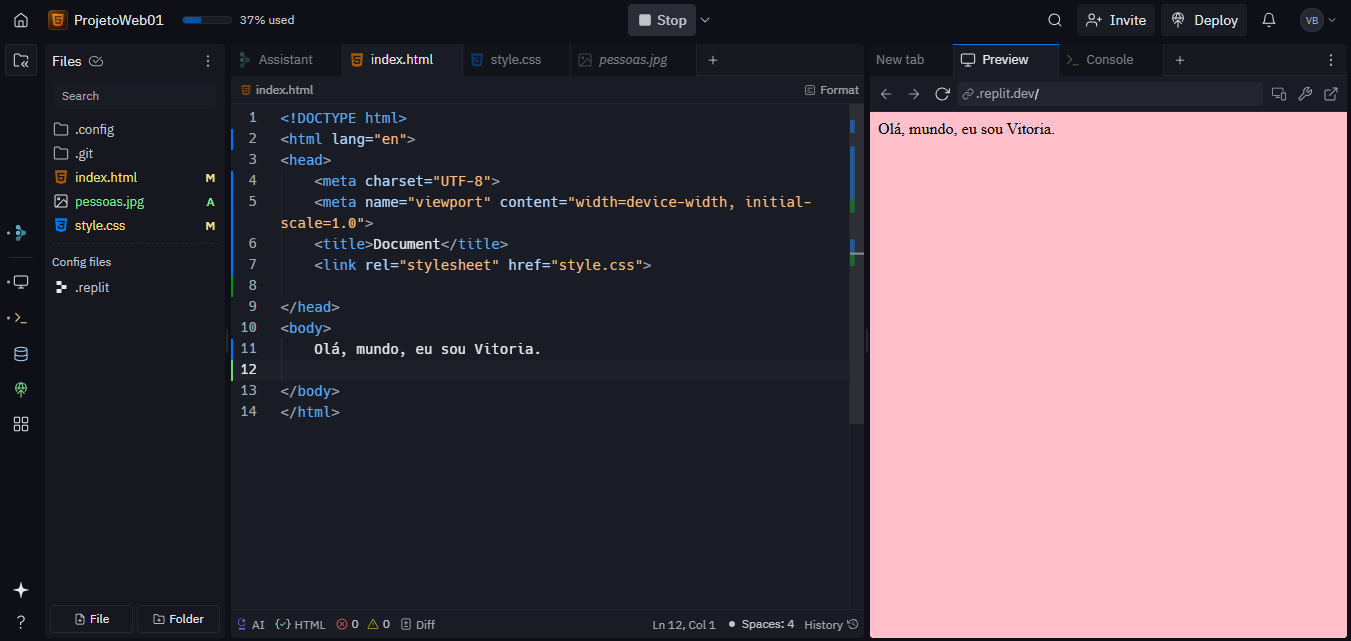 ProjetoWeb01 37% used Stop Invite Deploy VB
Files
Search
.config
.git
index.html M
pessoas.jpg A
style.css M
Config files
.replit
File Folder
Assistant index.html style.css pessoas.jpg
index.html Format
1 <!DOCTYPE html>
2 <html lang="en">
3 <head>
4 <meta charset="UTF-8">
5 <meta name="viewport" content="width=device-width, initial-
scale=1.0">
6 <title>Document</title>
7 <link rel="stylesheet" href="style.css">
8
9 </head>
10 <body>
11 Olá, mundo, eu sou Vitoria.
12
13 </body>
14 </html>
AI HTML 0 0 Diff Ln 12, Col 1 Spaces: 4 History
New tab Preview Console
.replit.dev/
Olá, mundo, eu sou Vitoria.